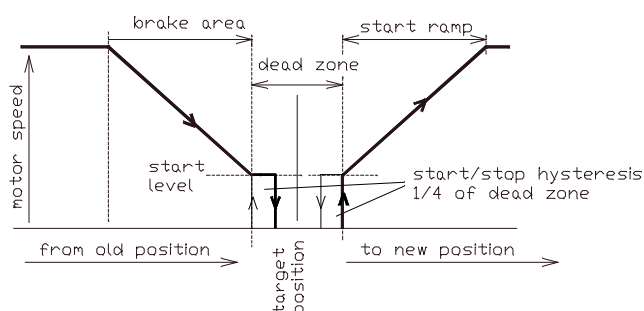 brake area
start ramp
dead zone
motor speed
start
level
start/stop hysteresis
1/4 of dead zone
from old position
target
position
to new position